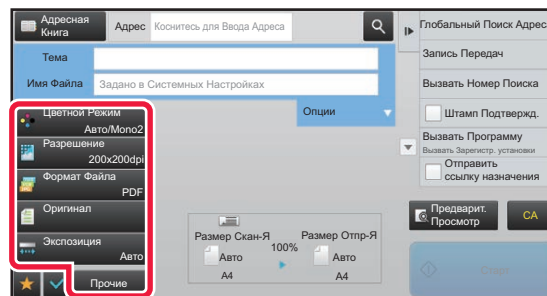 Адресная
Книга
Адрес
Коснитесь для Ввода Адреса
Глобальный Поиск Адрес
Тема
Запись Передач
Имя Файла
Задано в Системных Настройках
Вызвать Номер Поиска
Опции
Цветной Режим
Авто/Mono2
Штамп Подтвержд.
Разрешение
200x200dpi
Вызвать Программу
Вызвать Зарегистр. установки
Формат Файла
PDF
Отправить
ссылку назначения
Оригинал
Предварит.
Просмотр
CA
Размер Скан-Я
100%
Размер Отпр-Я
Экспозиция
Авто
Авто
Авто
A4
A4
Прочие
Старт